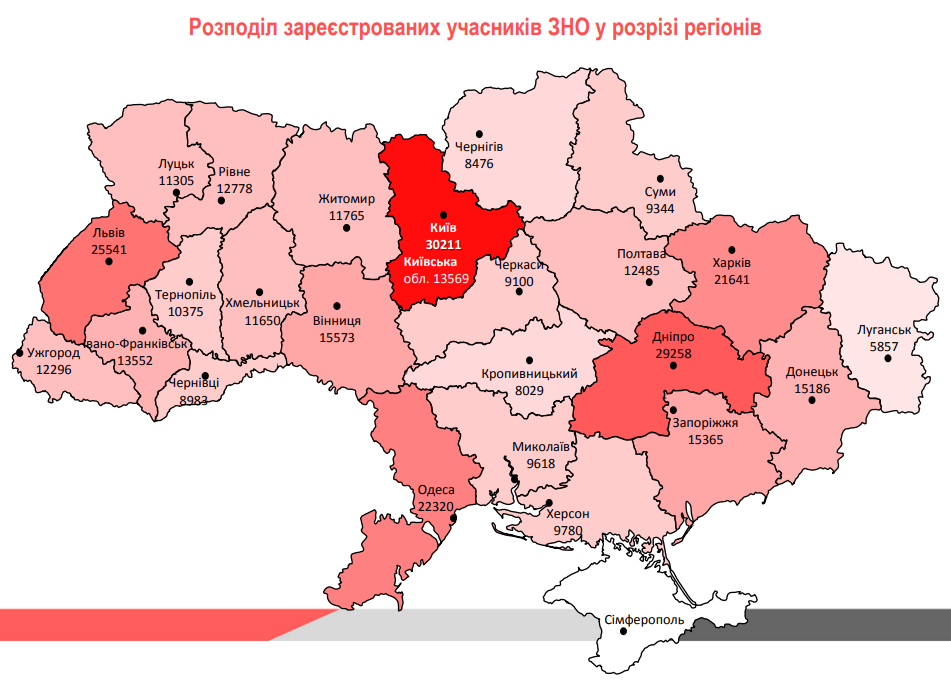 Розподіл зареєстрованих учасників ЗНО у розрізі регіонів
Чернігів
8476
Луцьк
11305
Рівне
12778
Суми
9344
Житомир
11765
Київ
30211
Київська
обл. 13569
Львів
25541
Полтава
12485
Харків
21641
Черкаси
9100
Тернопіль
10375
Хмельницьк
11650
Вінниця
15573
Луганськ
5857
Дніпро
29258
Івано-Франківськ
13552
Ужгород
12296
Чернівці
8983
Кропивницький
8029
Донецьк
15186
Запоріжжя
15365
Миколаїв
9618
Одеса
22320
Херсон
9780
Сімферополь